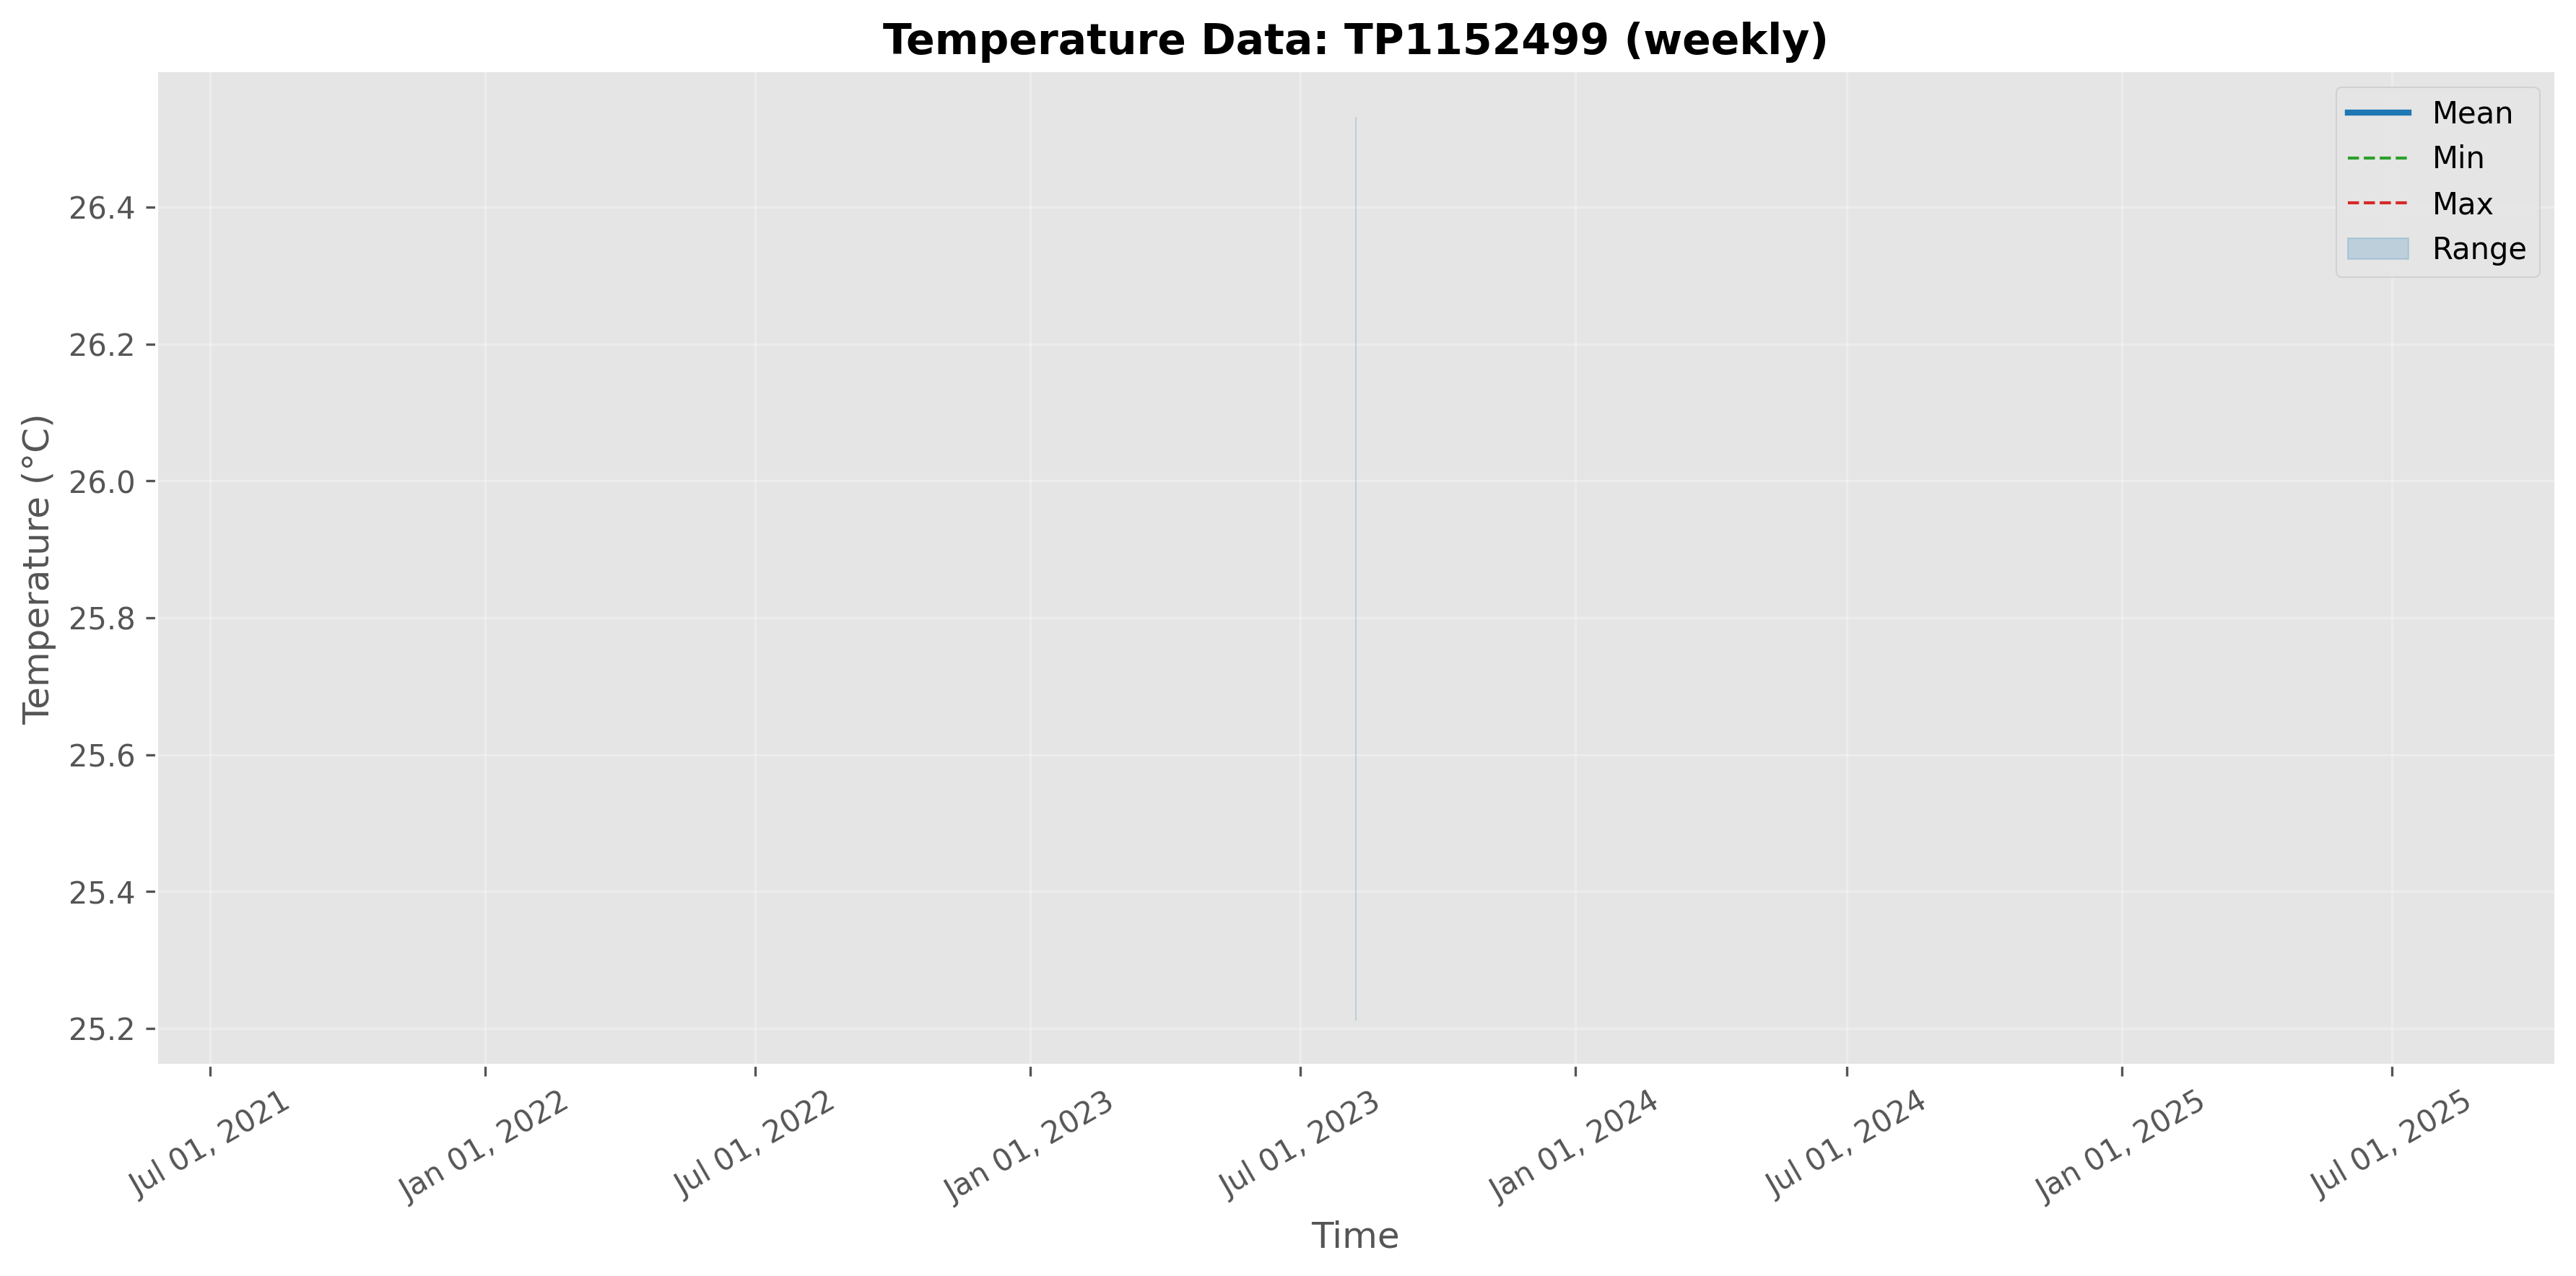 Temperature Data: TP1152499 (weekly)
Mean
Min
Max
Range
Temperature (°C)
26.4
26.2
26.0
25.8
25.6
25.4
25.2
Jul 01, 2021
Jan 01, 2022
Jul 01, 2022
Jan 01, 2023
Jul 01, 2023
Jan 01, 2024
Jul 01, 2024
Jan 01, 2025
Jul 01, 2025
Time